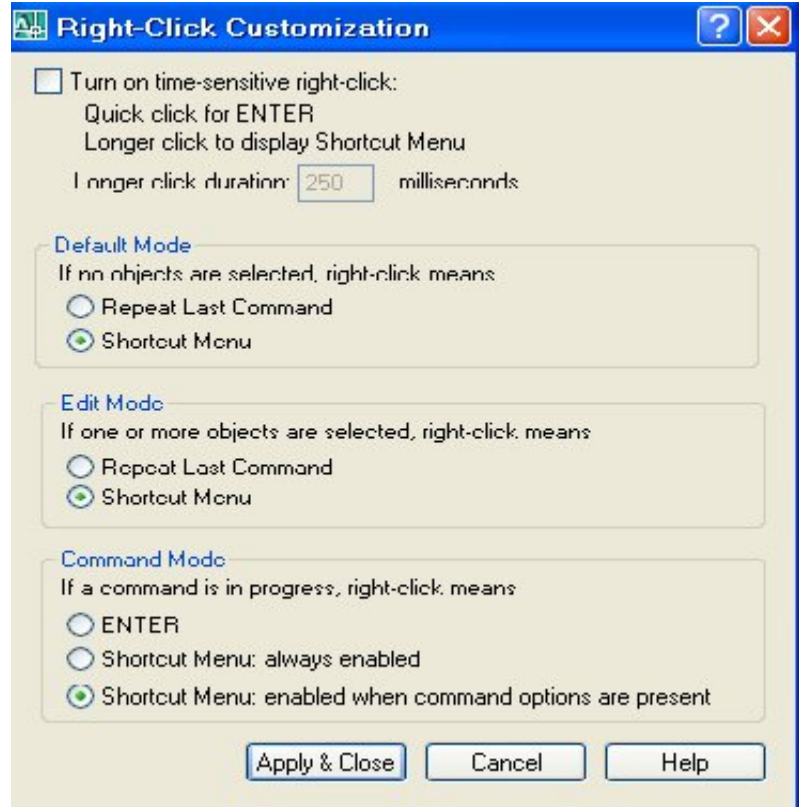 Right-Click Customization
Turn on time-sensitive right-click:
Quick click for ENTER
Longer click to display Shortcut Menu
Longer click duration: 250 milliseconds
Default Mode
If no objects are selected, right-click means
Repeat Last Command
Shortcut Menu
Edit Mode
If one or more objects are selected, right-click means
Repeat Last Command
Shortcut Menu
Command Mode
If a command is in progress, right-click means
ENTER
Shortcut Menu: always enabled
Shortcut Menu: enabled when command options are present
Apply & Close Cancel Help